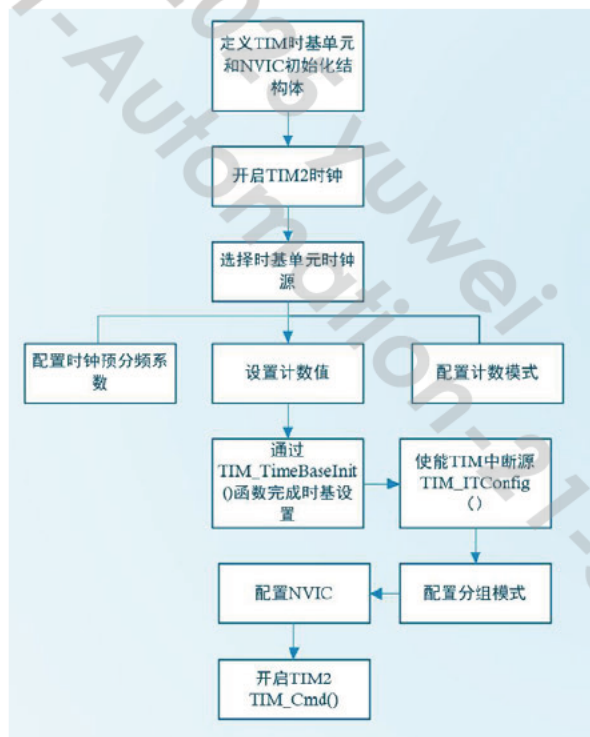 定义TIM时基单元
和NVIC初始化结
构体
开启TIM2时钟
选择时基单元时钟
源
配置时钟预分频系
数
设置计数值
配置计数模式
通过
TIM_TimeBaseInit
()函数完成时基设
置
使能TIM中断源
TIM_ITConfig
（）
配置NVIC
配置分组模式
开启TIM2
TIM_Cmd()
2025 Yuwei
-Automation-21-